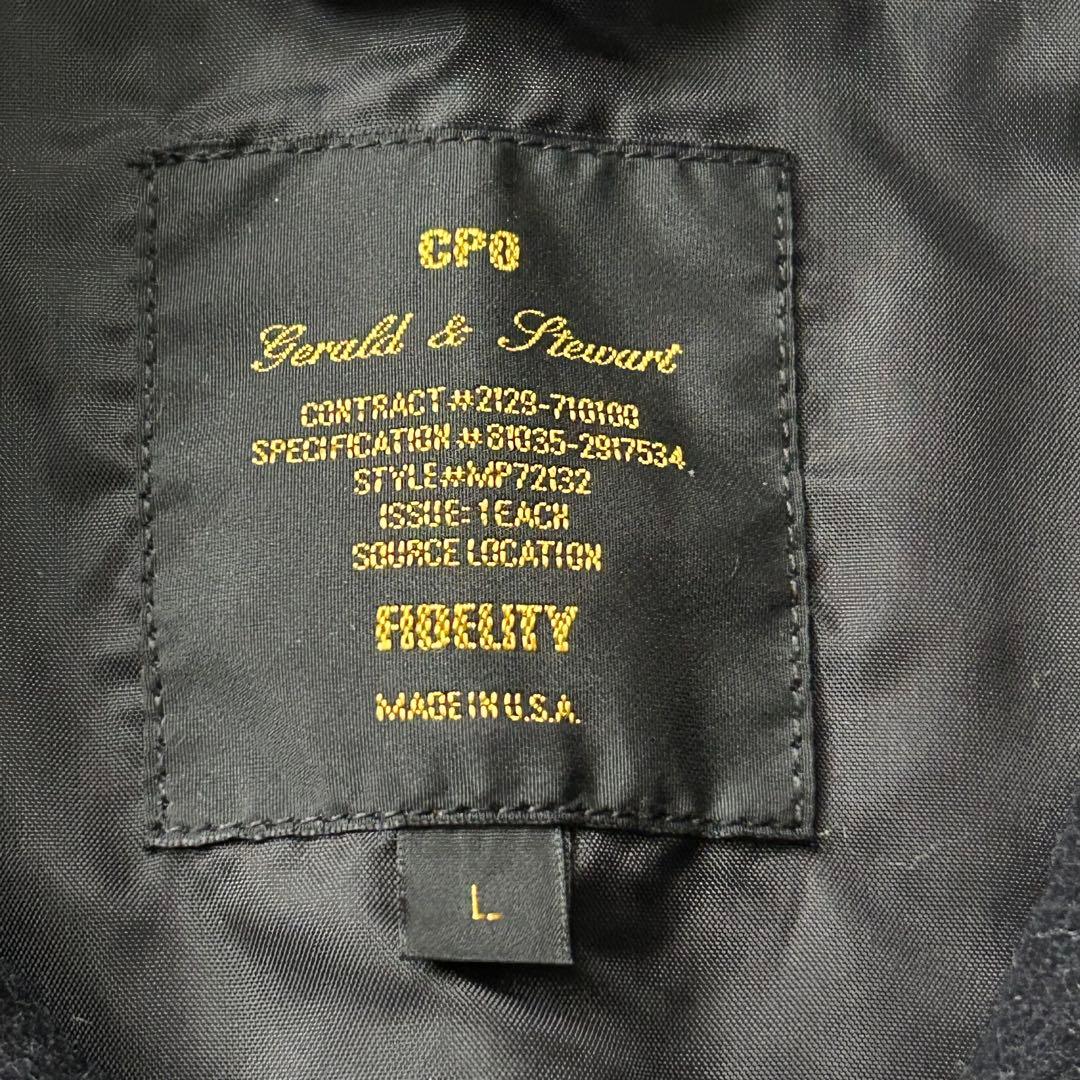 CPO
Gerald & Stewart
CONTRACT#2129-710100
SPECIFICATION#81035-2917534
STYLE#MP72132
ISSUE: 1 EACH
SOURCE LOCATION
FIDELITY
MADE IN U.S.A.
L